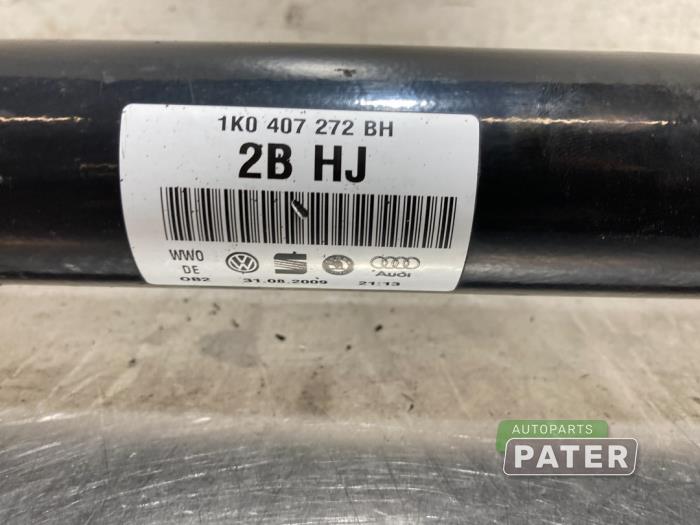 1K0 407 272 BH
2B HJ
WWO
DE
Audi
OB2 31.08.2009 21:13
AUTOPARTS
PATER